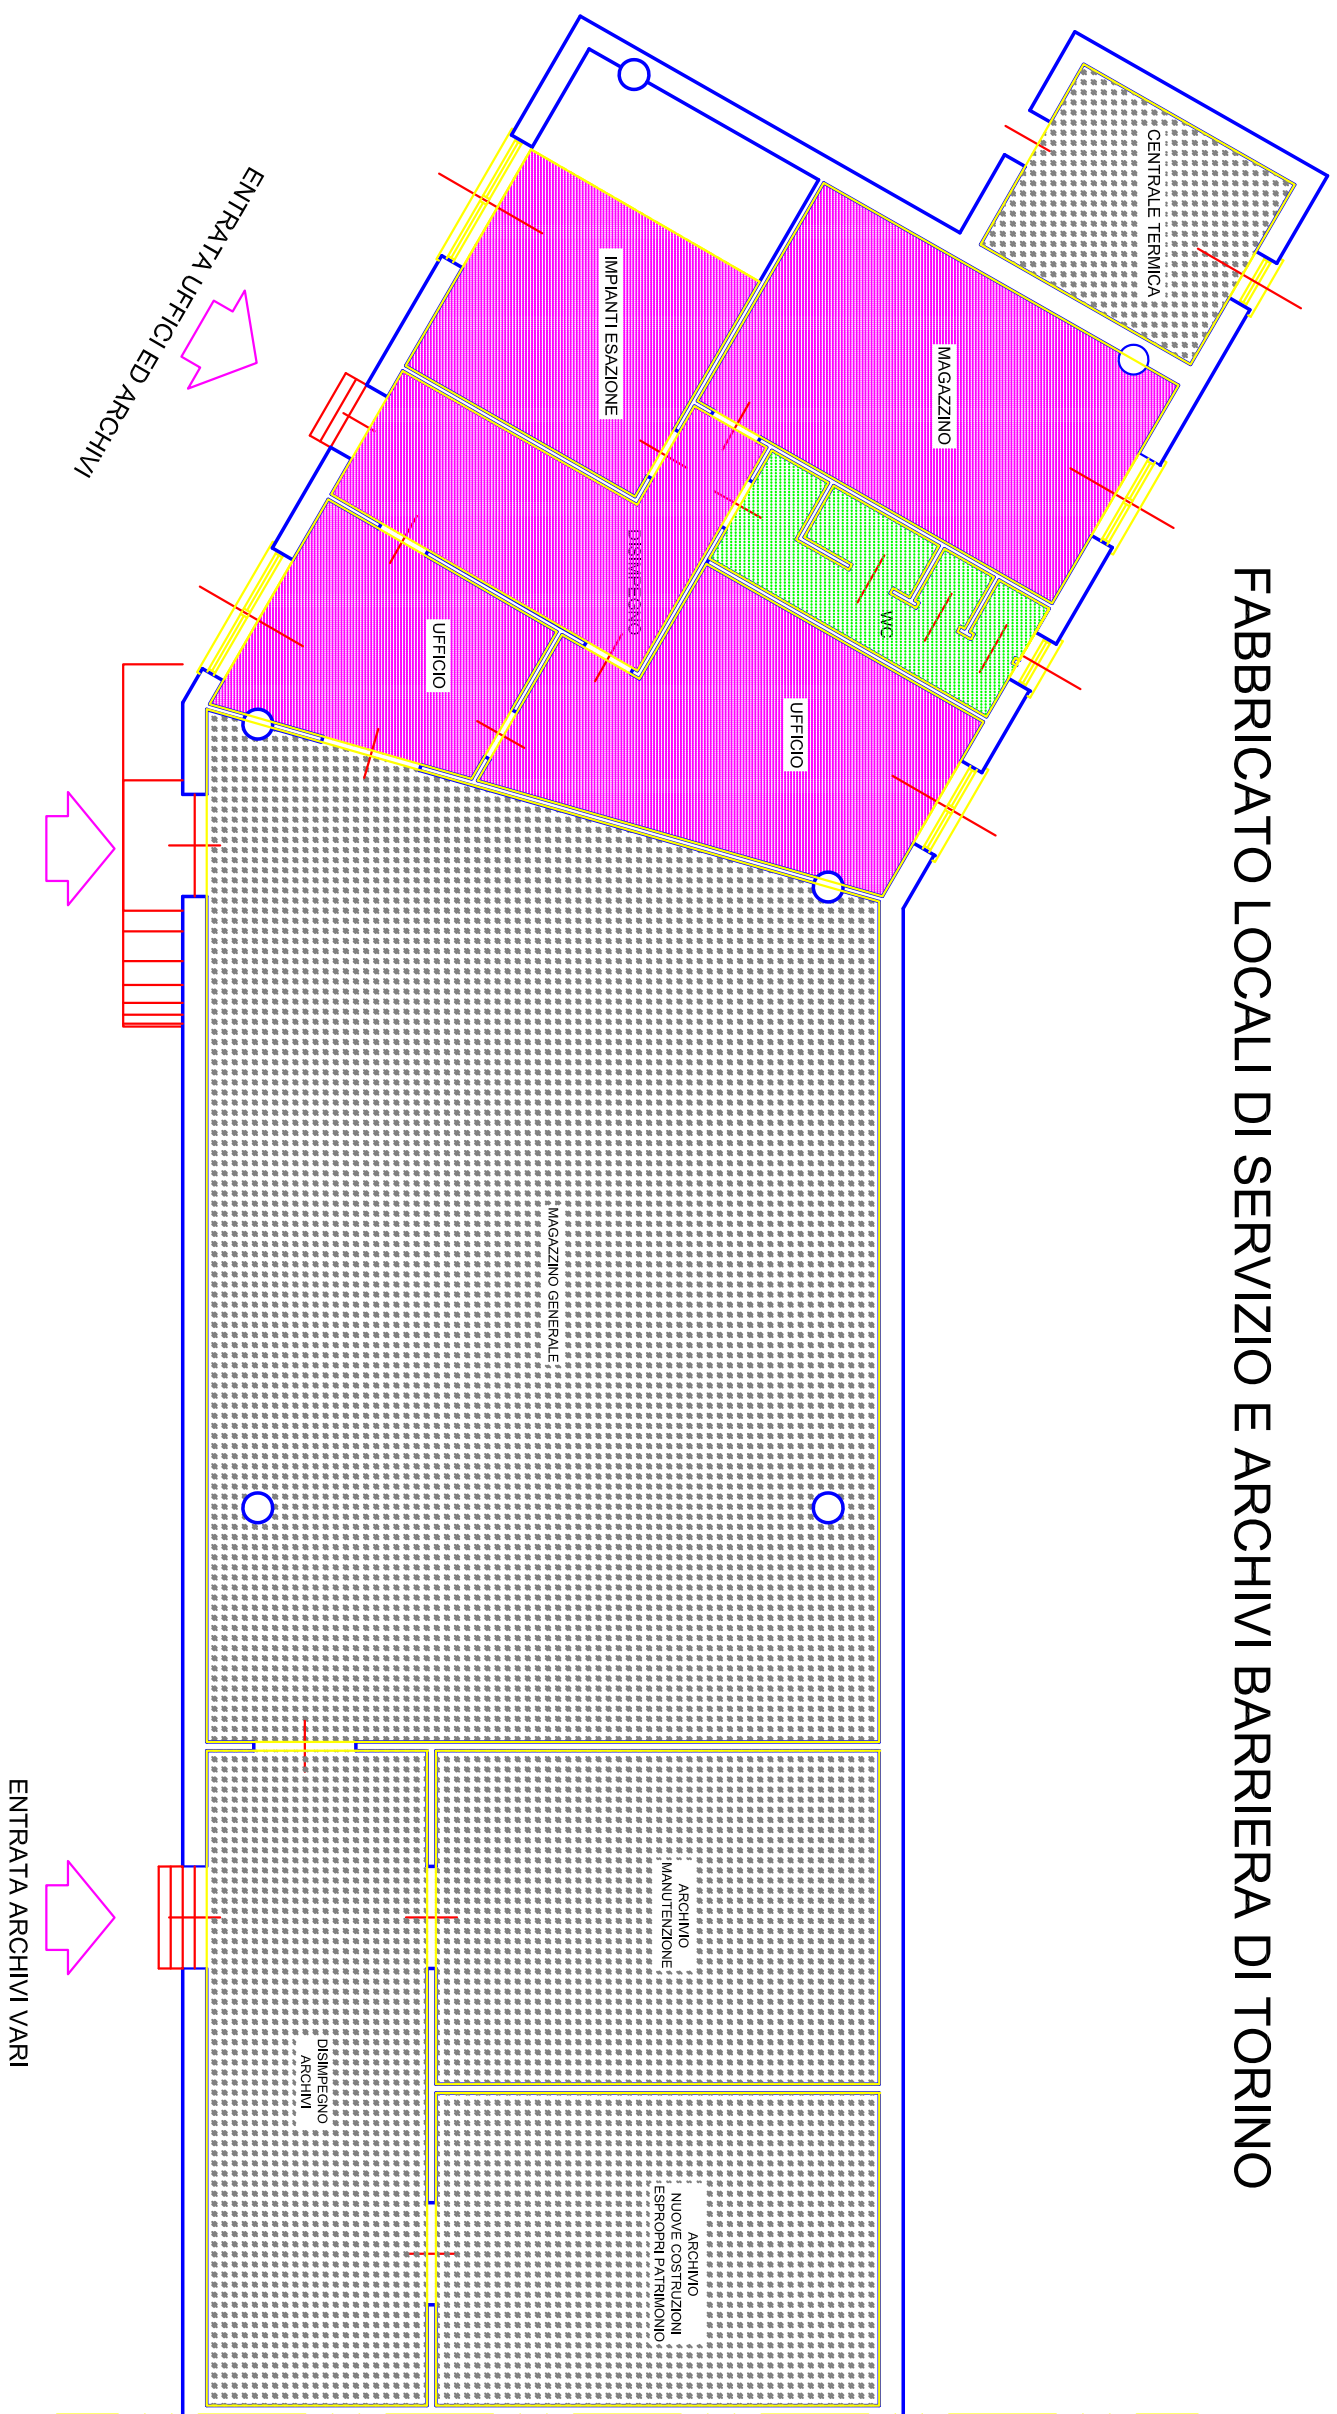 FABBRICATO LOCALI DI SERVIZIO E ARCHIVI BARRIERA DI TORINO
CENTRALE TERMICA
MAGAZZINO
IMPIANTI ESAZIONE
DISIMPEGNO
WC
UFFICIO
UFFICIO
ENTRATA UFFICI ED ARCHIVI
MAGAZZINO GENERALE
ARCHIVIO
MANUTENZIONE
ARCHIVIO
NUOVE COSTRUZIONI
ESPROPRI PATRIMONIO
DISIMPEGNO
ARCHIVI
ENTRATA ARCHIVI VARI